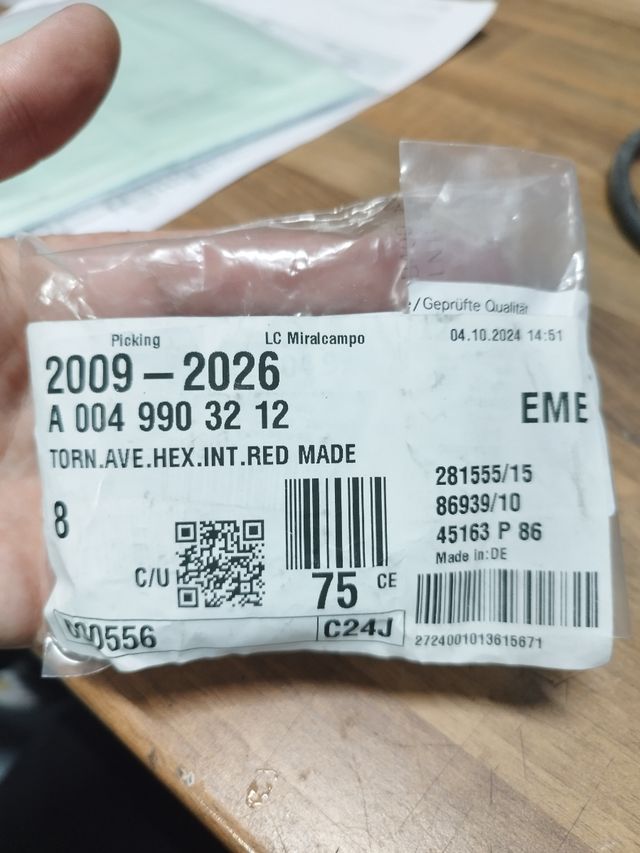 /Geprüfte Qualität
Picking LC Miralcampo 04.10.2024 14:51
2009 – 2026
A 004 990 32 12 EME
TORN.AVE.HEX.INT.RED MADE
281555/15
8 86939/10
45163 P 86
Made in:DE
C/U 75 CE
000556 C24J
2724001013615671